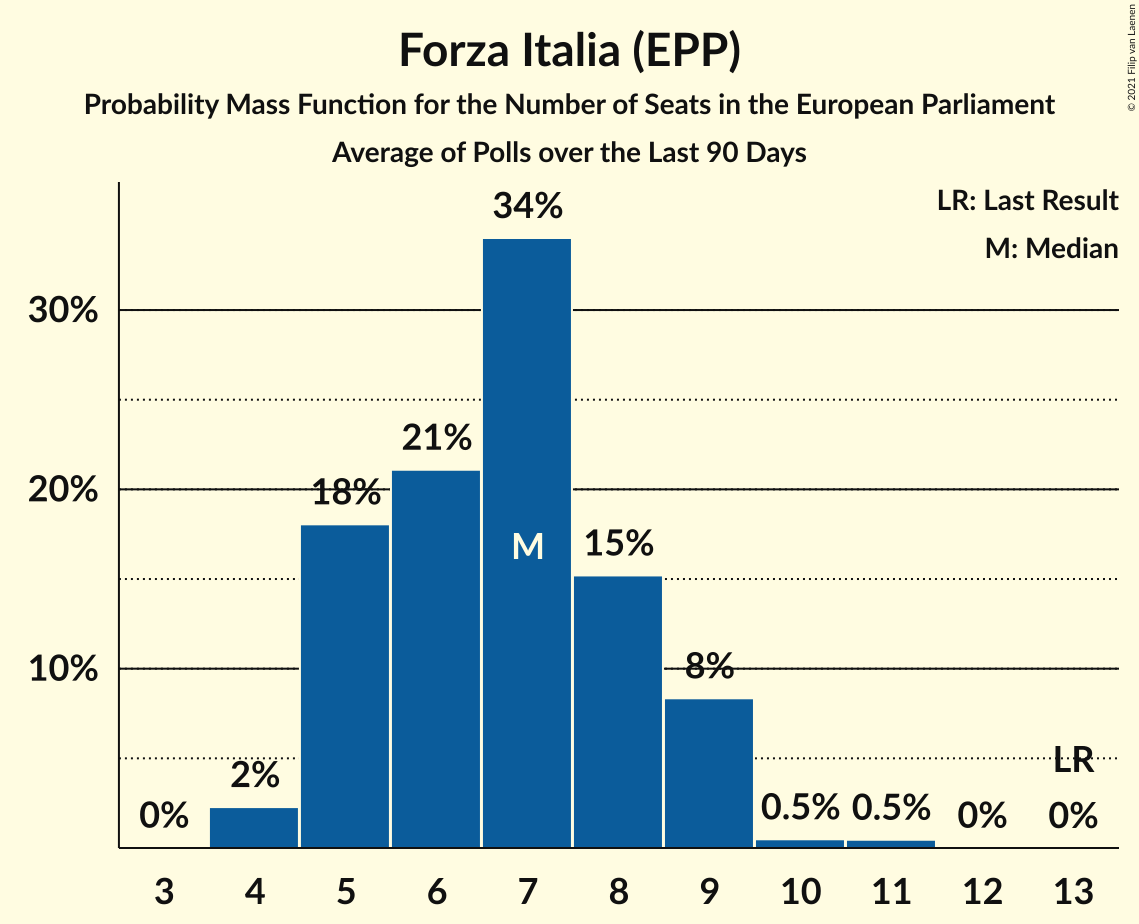 Forza Italia (EPP)
Probability Mass Function for the Number of Seats in the European Parliament
Average of Polls over the Last 90 Days
© 2021 Filip van Laenen
LR: Last Result
M: Median
34%
30%
21%
20%
18%
M
15%
10%
8%
LR
2%
0%
0.5%
0.5%
0%
0%
3 4 5 6 7 8 9 10 11 12 13